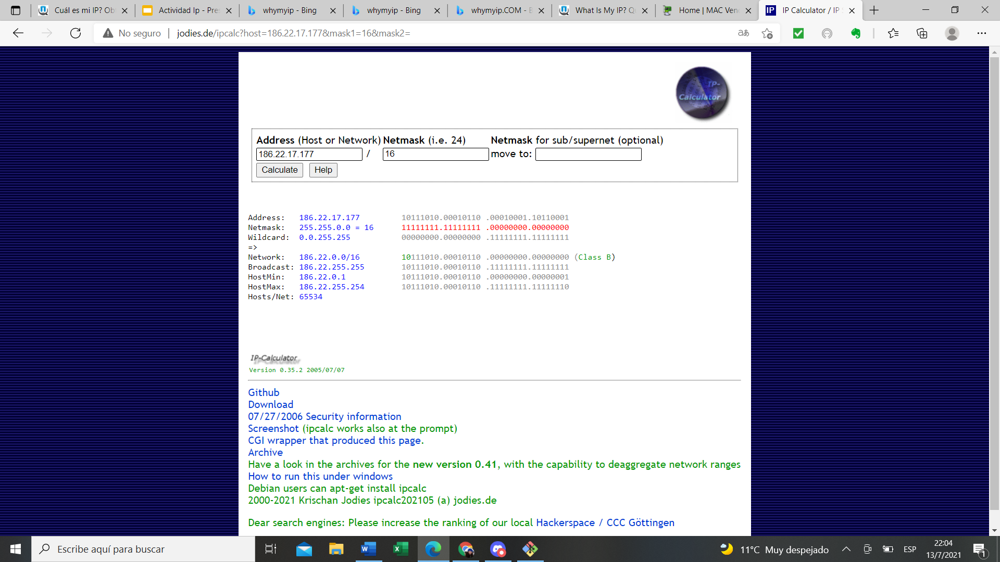 Cuál es mi IP? Ob
Actividad Ip - Pres
whymyip - Bing
whymyip - Bing
whymyip.COM - B
What Is My IP? Q
Home | MAC Vend
IP Calculator / IP
No seguro | jodies.de/ipcalc?host=186.22.17.177&mask1=16&mask2=
IP-
Calculator
Address (Host or Network) Netmask (i.e. 24) Netmask for sub/supernet (optional)
186.22.17.177 / 16 move to:
Calculate Help
Address: 186.22.17.177 10111010.00010110 .00010001.10110001
Netmask: 255.255.0.0 = 16 11111111.11111111 .00000000.00000000
Wildcard: 0.0.255.255 00000000.00000000 .11111111.11111111
=>
Network: 186.22.0.0/16 10111010.00010110 .00000000.00000000 (Class B)
Broadcast: 186.22.255.255 10111010.00010110 .11111111.11111111
HostMin: 186.22.0.1 10111010.00010110 .00000000.00000001
HostMax: 186.22.255.254 10111010.00010110 .11111111.11111110
Hosts/Net: 65534
IP-Calculator
Version 0.35.2 2005/07/07
Github
Download
07/27/2006 Security information
Screenshot (ipcalc works also at the prompt)
CGI wrapper that produced this page.
Archive
Have a look in the archives for the new version 0.41, with the capability to deaggregate network ranges
How to run this under windows
Debian users can apt-get install ipcalc
2000-2021 Krischan Jodies ipcalc202105 (a) jodies.de
Dear search engines: Please increase the ranking of our local Hackerspace / CCC Göttingen
Escribe aquí para buscar
11°C Muy despejado
ESP
22:04
13/7/2021
1